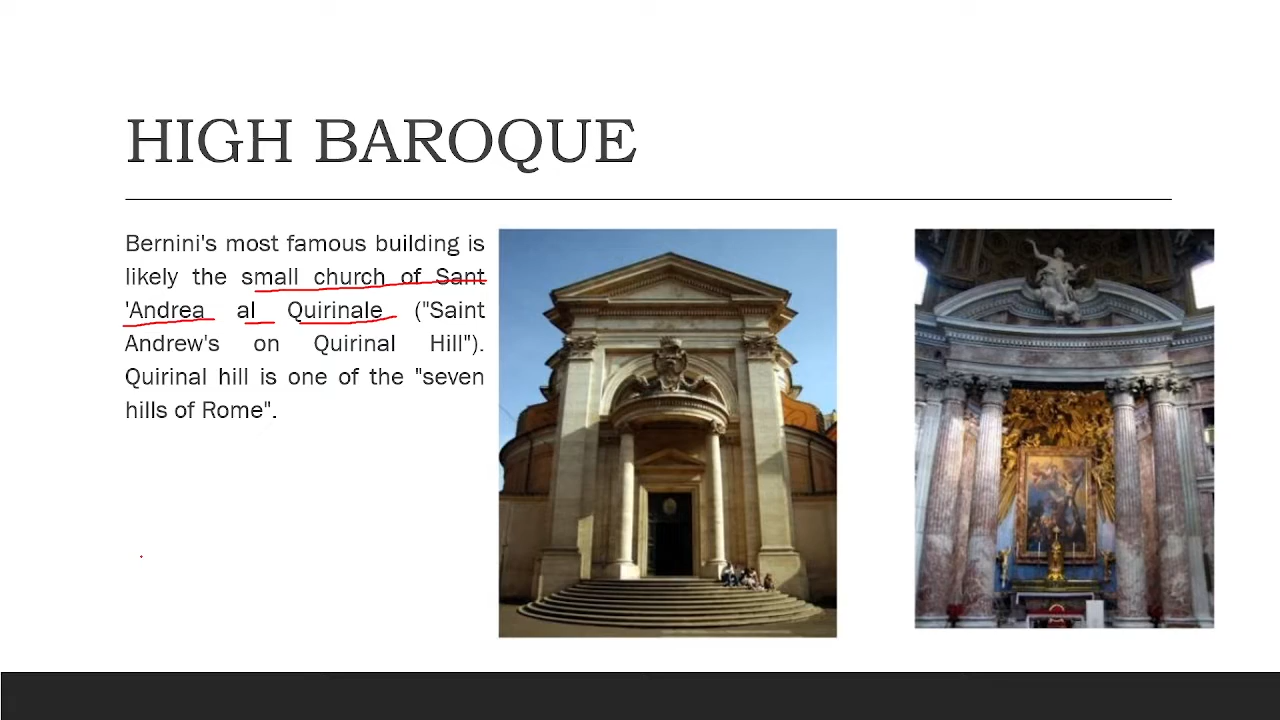 HIGH BAROQUE
Bernini's most famous building is
likely the small church of Sant
'Andrea al Quirinale ("Saint
Andrew's on Quirinal Hill").
Quirinal hill is one of the "seven
hills of Rome".